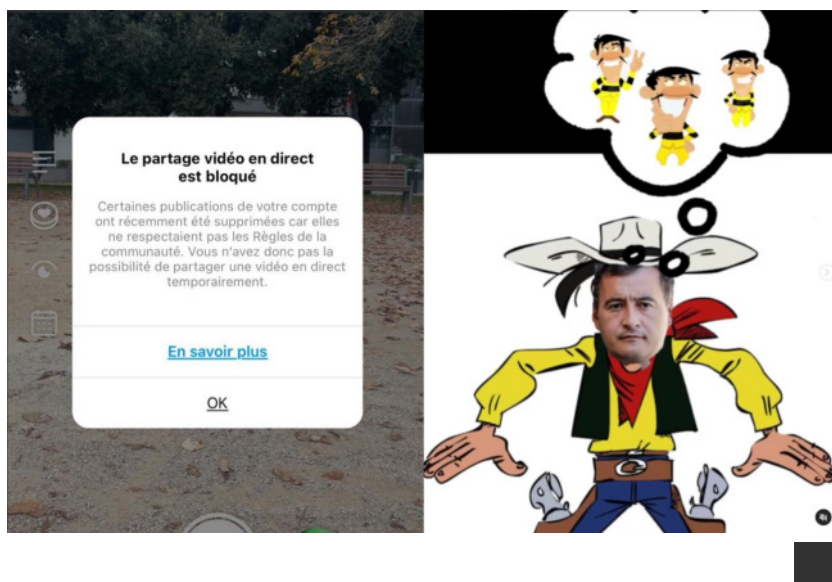 Le partage vidéo en direct
est bloqué
Certaines publications de votre compte
ont récemment été supprimées car elles
ne respectaient pas les Règles de la
communauté. Vous n'avez donc pas la
possibilité de partager une vidéo en direct
temporairement.
En savoir plus
OK